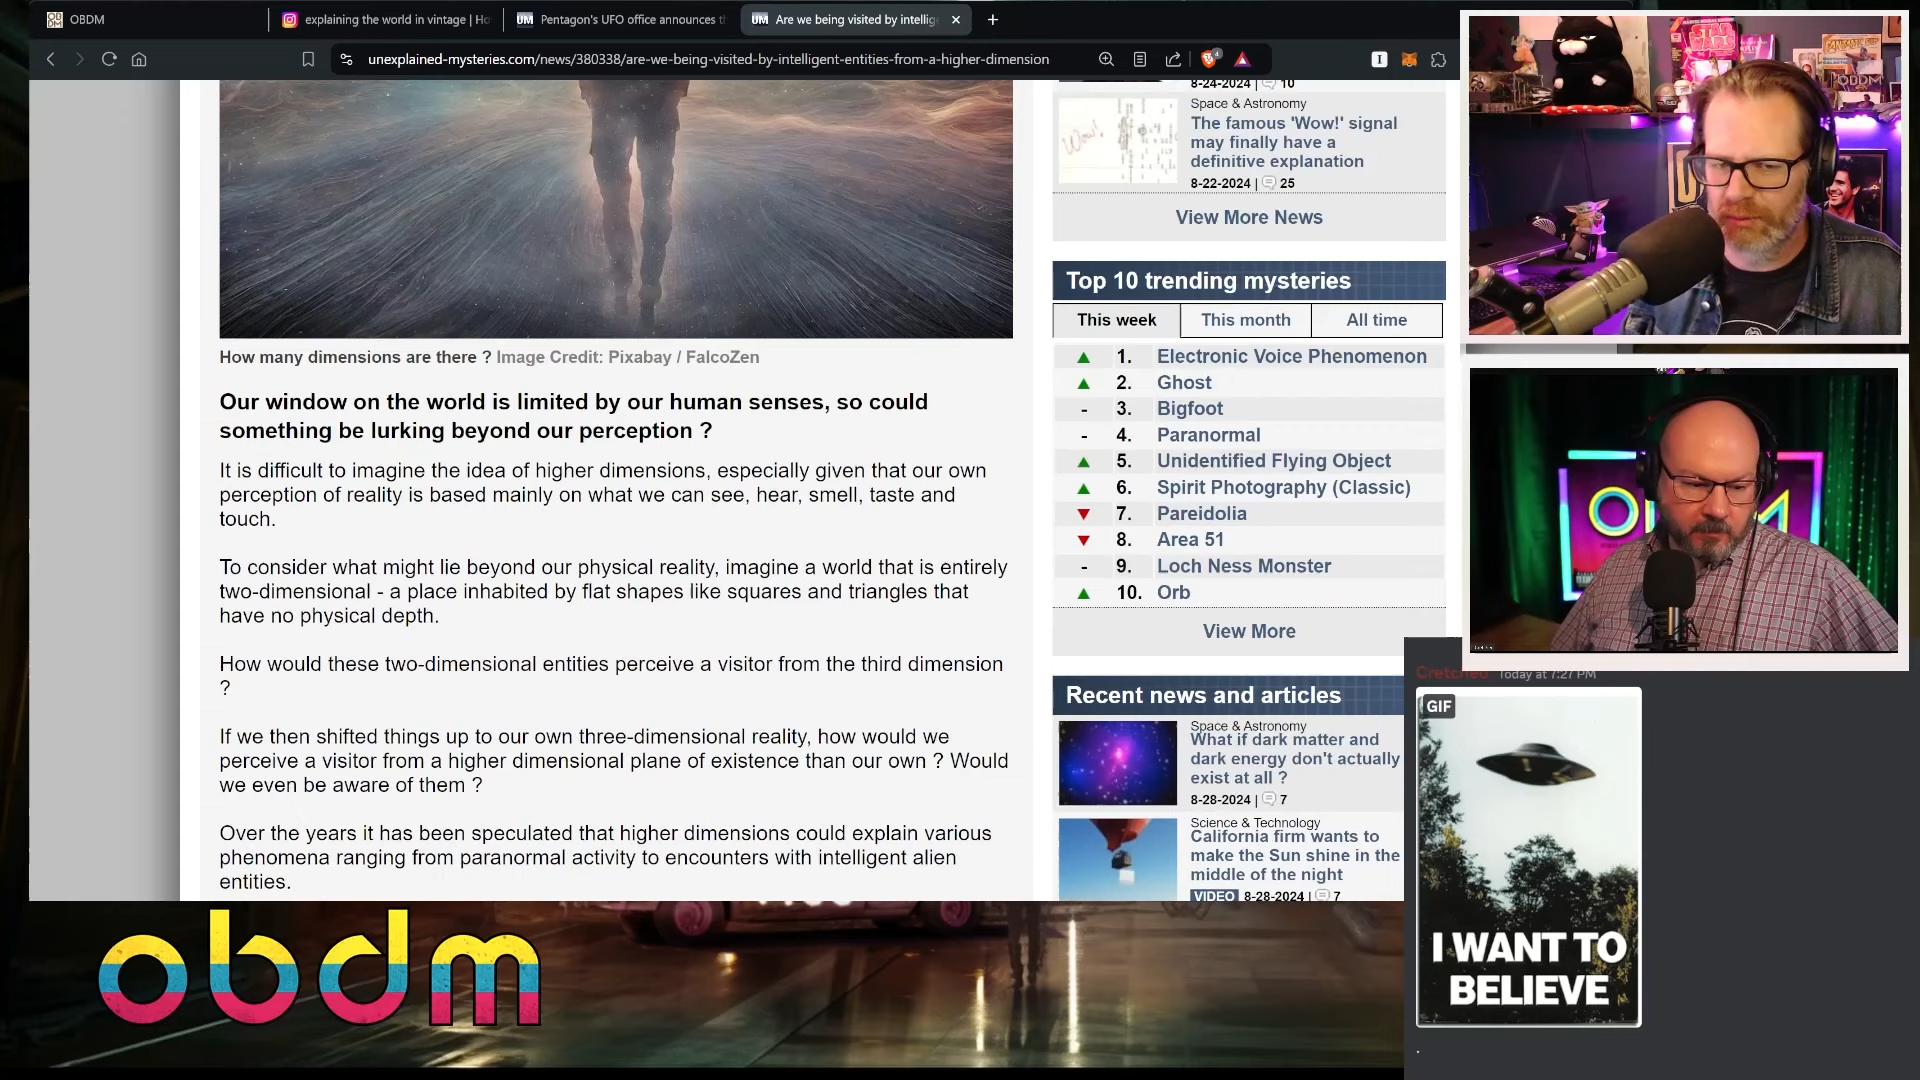 OBDM
explaining the world in vintage | Ho
UM Pentagon's UFO office announces t
UM Are we being visited by intellig
unexplained-mysteries.com/news/380338/are-we-being-visited-by-intelligent-entities-from-a-higher-dimension
How many dimensions are there ? Image Credit: Pixabay / FalcoZen
Our window on the world is limited by our human senses, so could
something be lurking beyond our perception ?
It is difficult to imagine the idea of higher dimensions, especially given that our own
perception of reality is based mainly on what we can see, hear, smell, taste and
touch.
To consider what might lie beyond our physical reality, imagine a world that is entirely
two-dimensional - a place inhabited by flat shapes like squares and triangles that
have no physical depth.
How would these two-dimensional entities perceive a visitor from the third dimension
?
If we then shifted things up to our own three-dimensional reality, how would we
perceive a visitor from a higher dimensional plane of existence than our own ? Would
we even be aware of them ?
Over the years it has been speculated that higher dimensions could explain various
phenomena ranging from paranormal activity to encounters with intelligent alien
entities.
8-24-2024 | 10
Space & Astronomy
The famous 'Wow!' signal
may finally have a
definitive explanation
8-22-2024 | 25
Wow!
View More News
Top 10 trending mysteries
This week This month All time
1. Electronic Voice Phenomenon
2. Ghost
- 3. Bigfoot
- 4. Paranormal
5. Unidentified Flying Object
6. Spirit Photography (Classic)
7. Pareidolia
8. Area 51
- 9. Loch Ness Monster
10. Orb
View More
Recent news and articles
Space & Astronomy
What if dark matter and
dark energy don't actually
exist at all ?
8-28-2024 | 7
Science & Technology
California firm wants to
make the Sun shine in the
middle of the night
VIDEO 8-28-2024 | 7
STAR
WARS
OBDM
Cretched Today at 7:27 PM
GIF
I WANT TO
BELIEVE
obdm